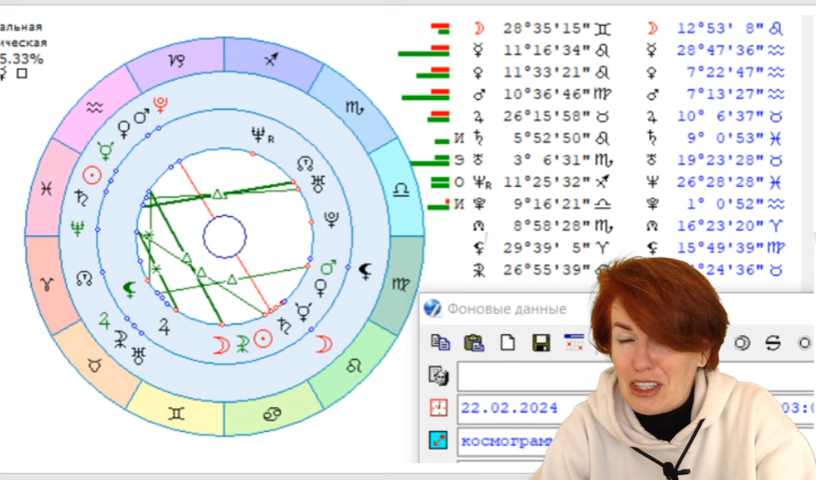 альная
ическая
5.33%
28°35'15" 12°53' 8"
11°16'34" 28°47'36"
11°33'21" 7°22'47"
10°36'46" 7°13'27"
26°15'58" 10° 6'37"
И 5°52'50" 9° 0'53"
Э 3° 6'31" 19°23'28"
О R 11°25'32" 26°28'28"
И 9°16'21" 1° 0'52"
8°58'28" 16°23'20"
29°39' 5" 15°49'39"
26°55'39" 24'36"
R
Фоновые данные
22.02.2024 03:
космограм